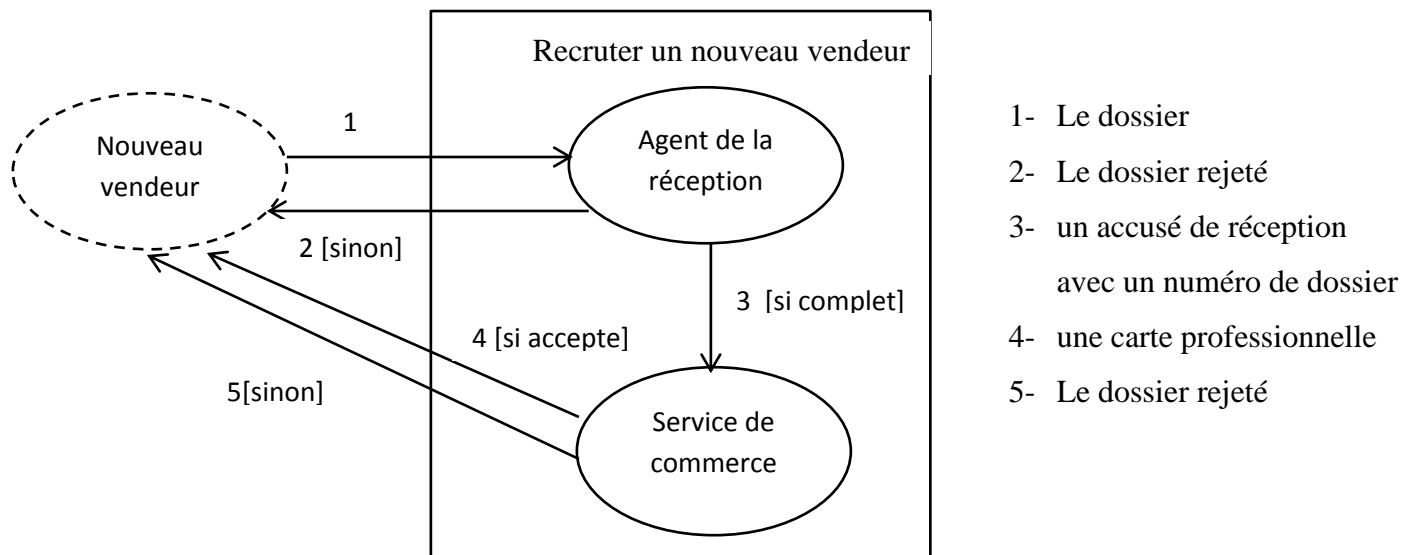 Recruter un nouveau vendeur
Nouveau
vendeur
1
Agent de la
réception
2 [sinon]
3 [si complet]
4 [si accepte]
5[sinon]
Service de
commerce
1- Le dossier
2- Le dossier rejeté
3- un accusé de réception
avec un numéro de dossier
4- une carte professionnelle
5- Le dossier rejeté